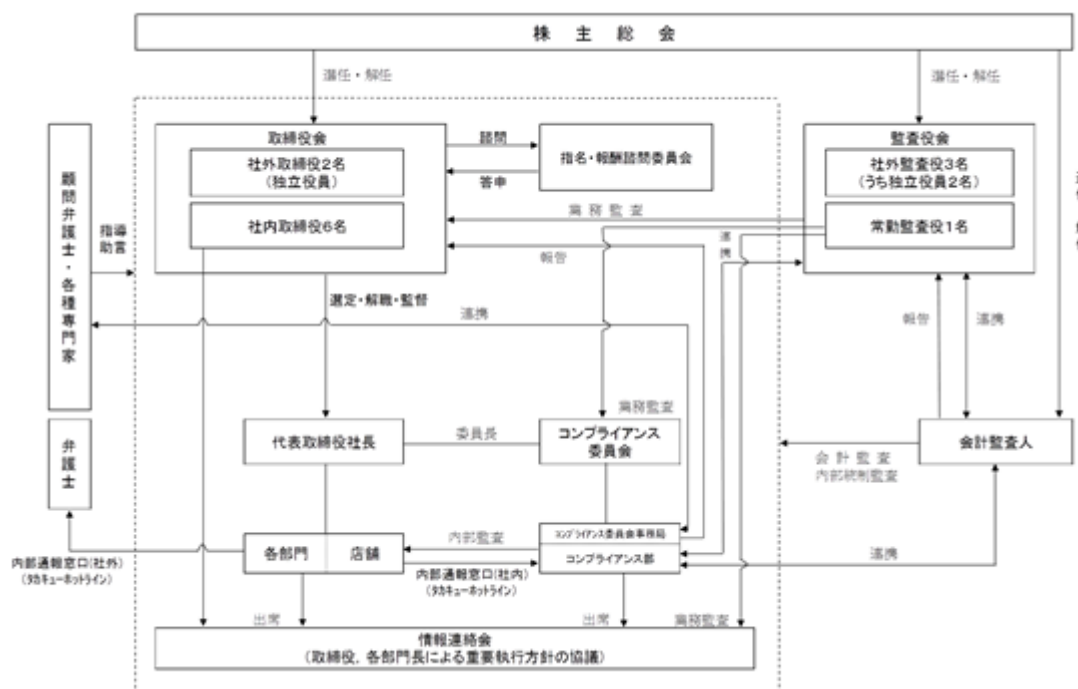 株主総会
選任・解任
選任・解任
取締役会
社外取締役2名
(独立役員)
社内取締役6名
諮問
答申
指名・報酬諮問委員会
監査役会
社外監査役3名
(うち独立役員2名)
常勤監査役1名
顧問弁護士・各種専門家
指導
助言
業務監査
連携
報告
選定・解職・監督
連携
報告
連携
業務監査
代表取締役社長
委員長
コンプライアンス
委員会
会計監査人
会計監査
内部統制監査
弁護士
各部門
店舗
内部監査
コンプライアンス委員会事務局
コンプライアンス部
連携
内部通報窓口(社外)
(タカキューホットライン)
内部通報窓口(社内)
(タカキューホットライン)
出席
出席
業務監査
情報連絡会
(取締役, 各部門長による重要執行方針の協議)